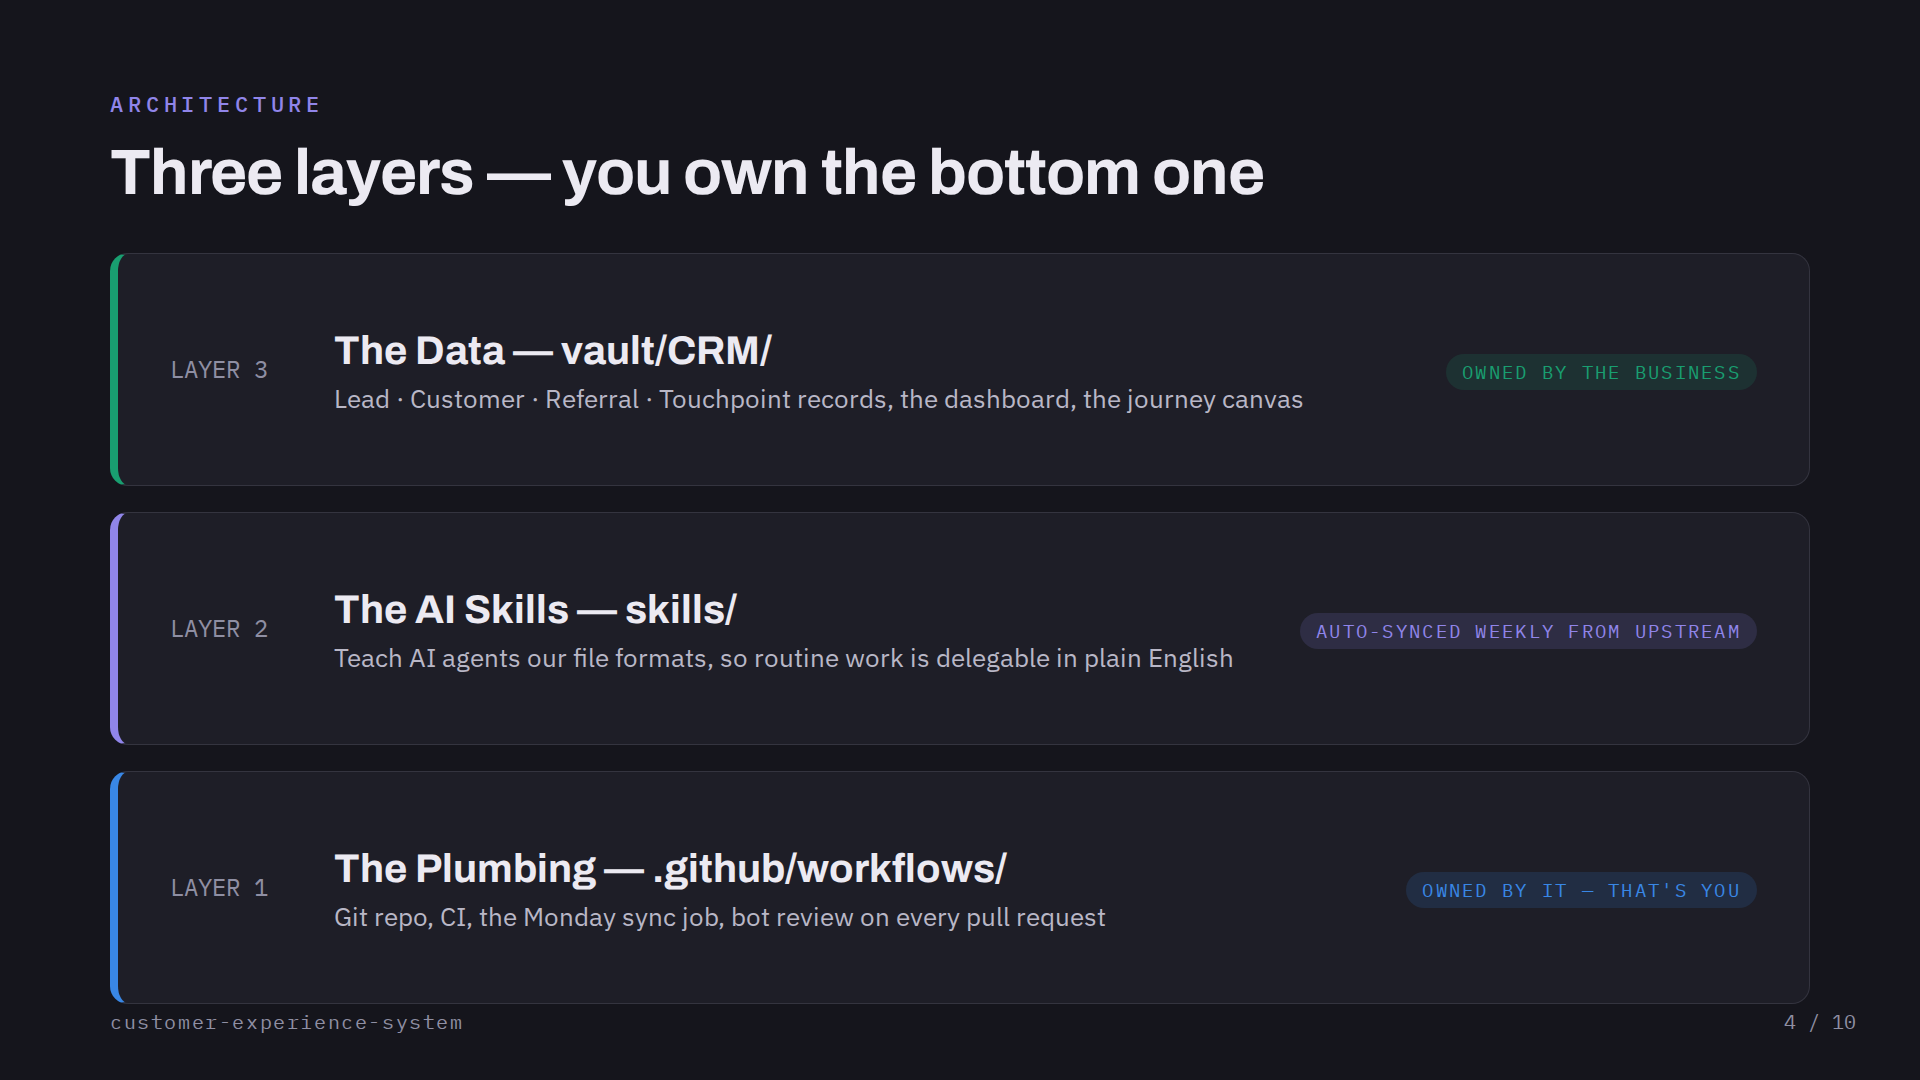 ARCHITECTURE
Three layers — you own the bottom one
LAYER 3
The Data — vault/CRM/
Lead · Customer · Referral · Touchpoint records, the dashboard, the journey canvas
OWNED BY THE BUSINESS
LAYER 2
The AI Skills — skills/
Teach AI agents our file formats, so routine work is delegable in plain English
AUTO-SYNCED WEEKLY FROM UPSTREAM
LAYER 1
The Plumbing — .github/workflows/
Git repo, CI, the Monday sync job, bot review on every pull request
OWNED BY IT — THAT'S YOU
customer-experience-system
4 / 10